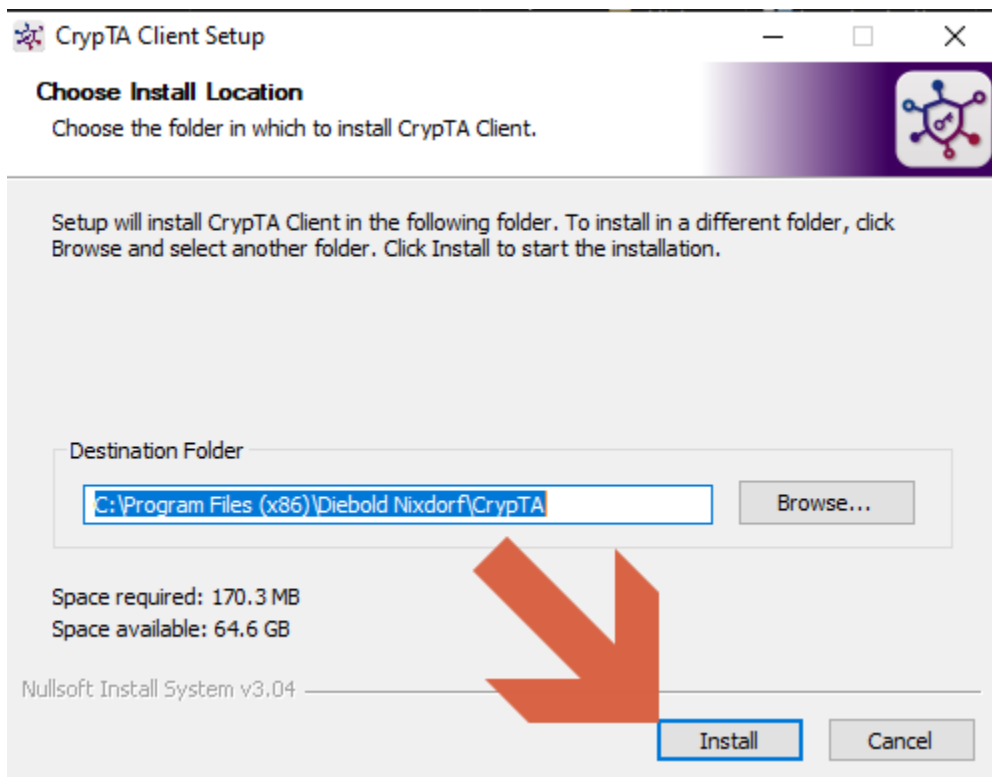 CrypTA Client Setup
Choose Install Location
Choose the folder in which to install CrypTA Client.
Setup will install CrypTA Client in the following folder. To install in a different folder, click
Browse and select another folder. Click Install to start the installation.
Destination Folder
C:\Program Files (x86)\Diebold Nixdorf\CrypTA
Browse...
Space required: 170.3 MB
Space available: 64.6 GB
Nullsoft Install System v3.04
Install
Cancel